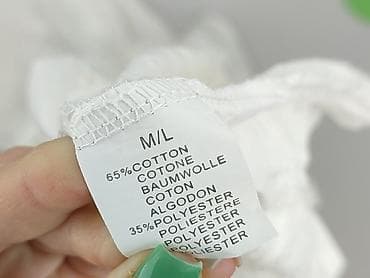 M/L
65%COTTON
COTONE
BAUMWOLLE
COTON
ALGODON
35%POLYESTER
POLIESTERE
POLYESTER
POLYESTER